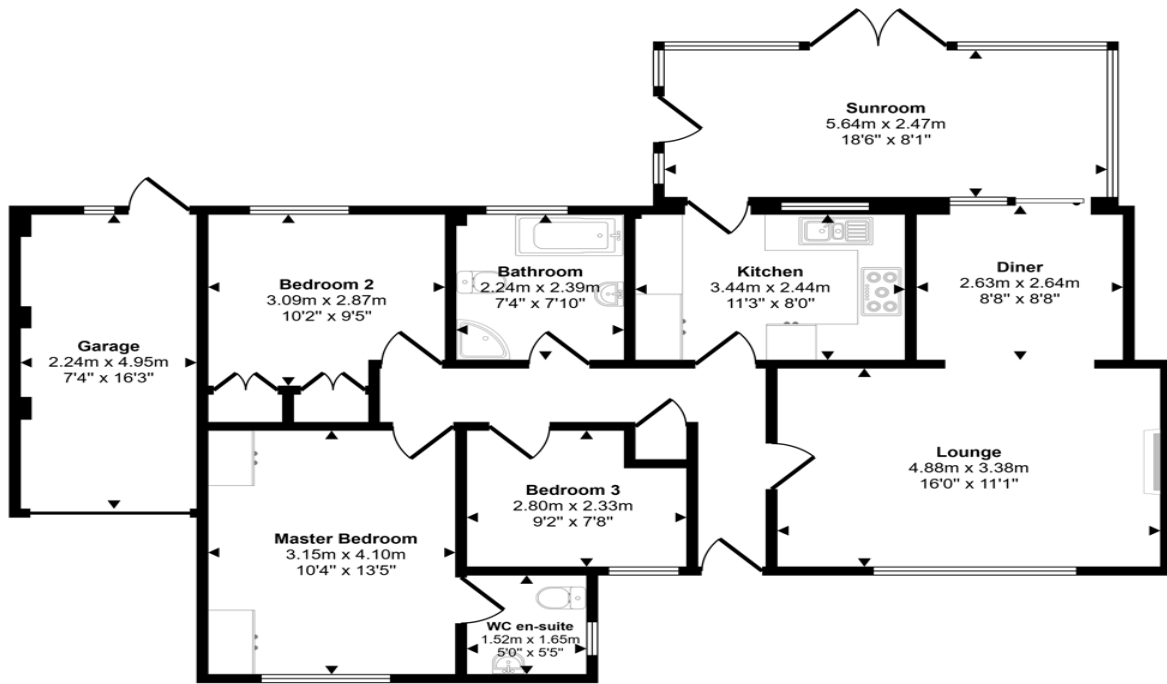 Sunroom
5.64m x 2.47m
18'6" x 8'1"
Bedroom 2
3.09m x 2.87m
10'2" x 9'5"
Bathroom
2.24m x 2.39m
7'4" x 7'10"
Kitchen
3.44m x 2.44m
11'3" x 8'0"
Diner
2.63m x 2.64m
8'8" x 8'8"
Garage
2.24m x 4.95m
7'4" x 16'3"
Lounge
4.88m x 3.38m
16'0" x 11'1"
Bedroom 3
2.80m x 2.33m
9'2" x 7'8"
Master Bedroom
3.15m x 4.10m
10'4" x 13'5"
WC en-suite
1.52m x 1.65m
5'0" x 5'5"